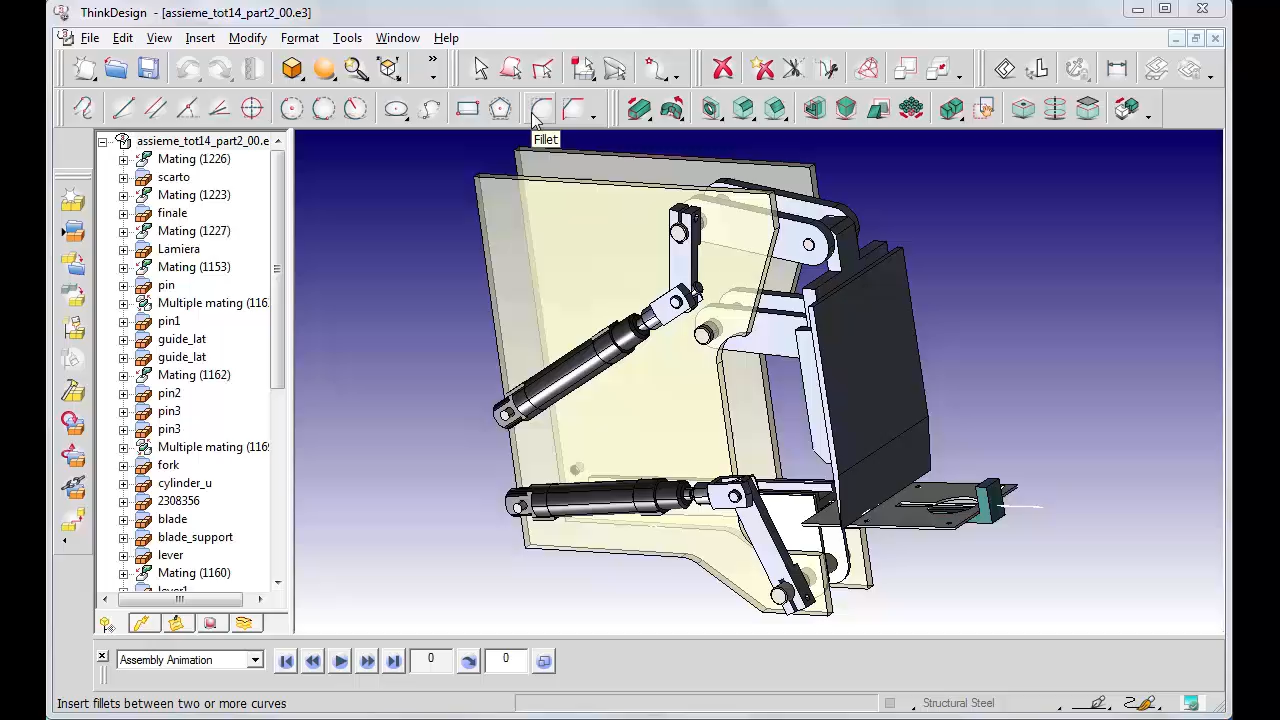 ThinkDesign - [assieme_tot14_part2_00.e3]
File Edit View Insert Modify Format Tools Window Help
Fillet
assieme_tot14_part2_00.e
Mating (1226)
scarto
Mating (1223)
finale
Mating (1227)
Lamiera
Mating (1153)
pin
Multiple mating (116
pin1
guide_lat
guide_lat
Mating (1162)
pin2
pin3
pin3
Multiple mating (116
fork
cylinder_u
2308356
blade
blade_support
lever
Mating (1160)
lever1
Assembly Animation
0
0
Insert fillets between two or more curves
Structural Steel